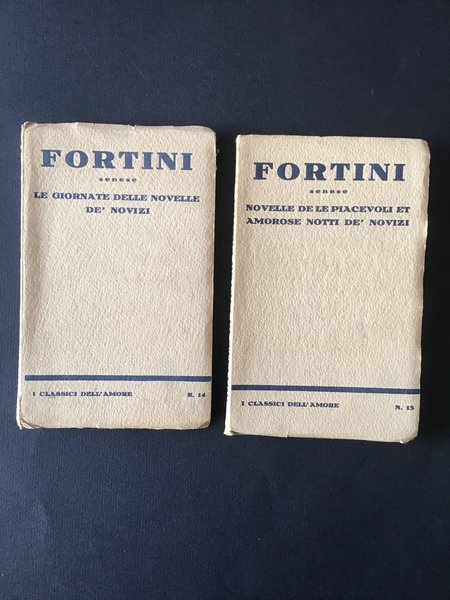 FORTINI
senese
LE GIORNATE DELLE NOVELLE
DE' NOVIZI
I CLASSICI DELL'AMORE N. 14
FORTINI
senese
NOVELLE DE LE PIACEVOLI ET
AMOROSE NOTTI DE' NOVIZI
I CLASSICI DELL'AMORE N. 15